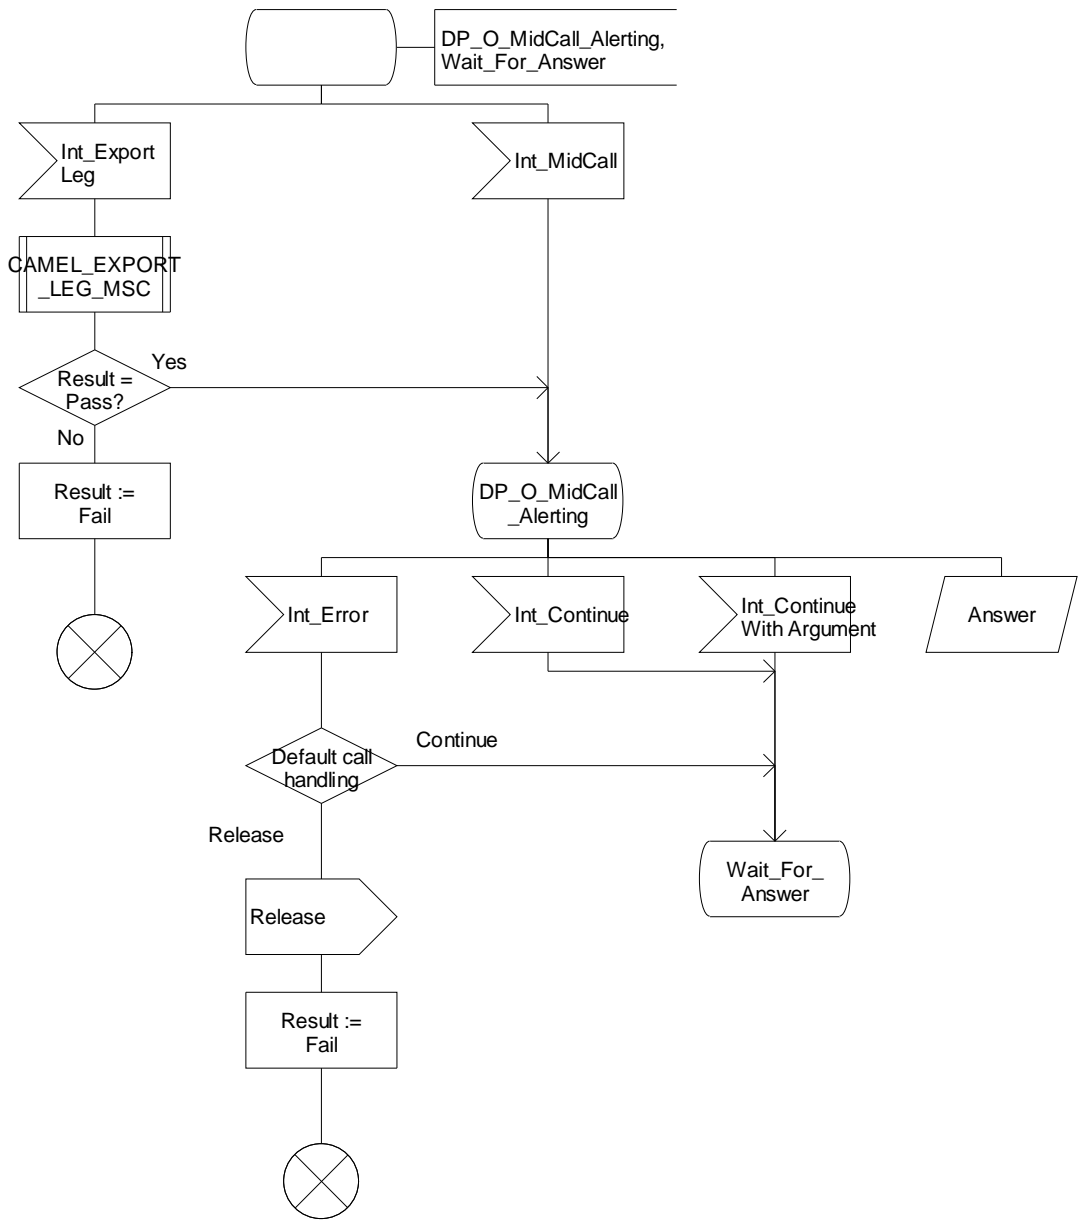 DP_O_MidCall_Alerting,
Wait_For_Answer
Int_Export
Leg
Int_MidCall
CAMEL_EXPORT
_LEG_MSC
Yes
Result =
Pass?
No
Result :=
Fail
DP_O_MidCall
_Alerting
Int_Error
Int_Continue
Int_Continue
With Argument
Answer
Default call
handling
Continue
Release
Wait_For_
Answer
Release
Result :=
Fail